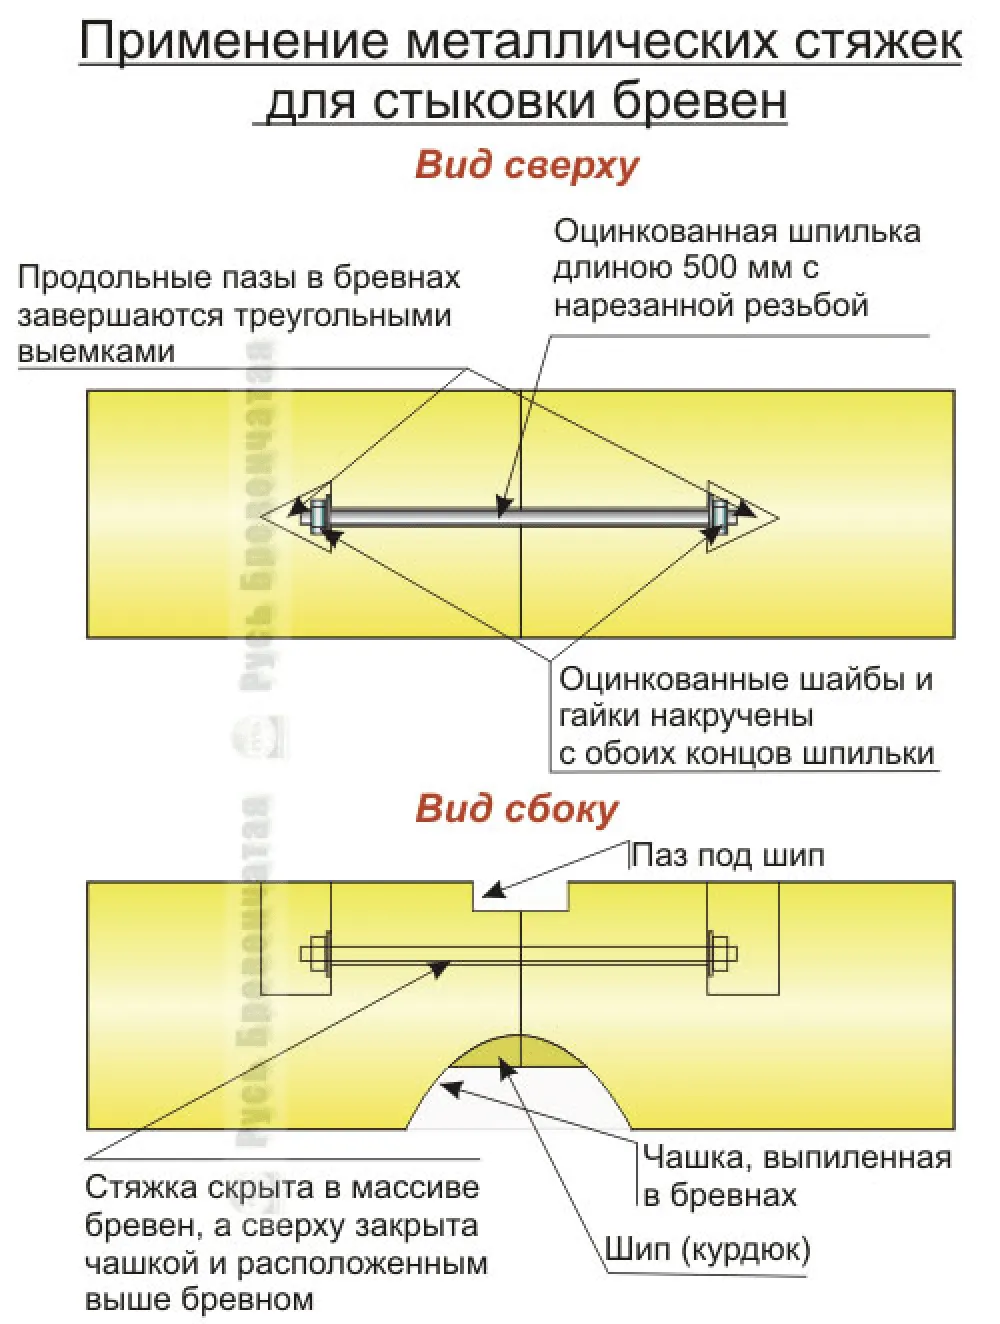 Применение металлических стяжек
для стыковки бревен
Вид сверху
Оцинкованная шпилька
длиною 500 мм с
нарезанной резьбой
Продольные пазы в бревнах
завершаются треугольными
выемками
Оцинкованные шайбы и
гайки накручены
с обоих концов шпильки
Вид сбоку
Паз под шип
Чашка, выпиленная
в бревнах
Шип (курдюк)
Стяжка скрыта в массиве
бревен, а сверху закрыта
чашкой и расположенным
выше бревном
Русь Бревенчатая
Русь Бревенчатая